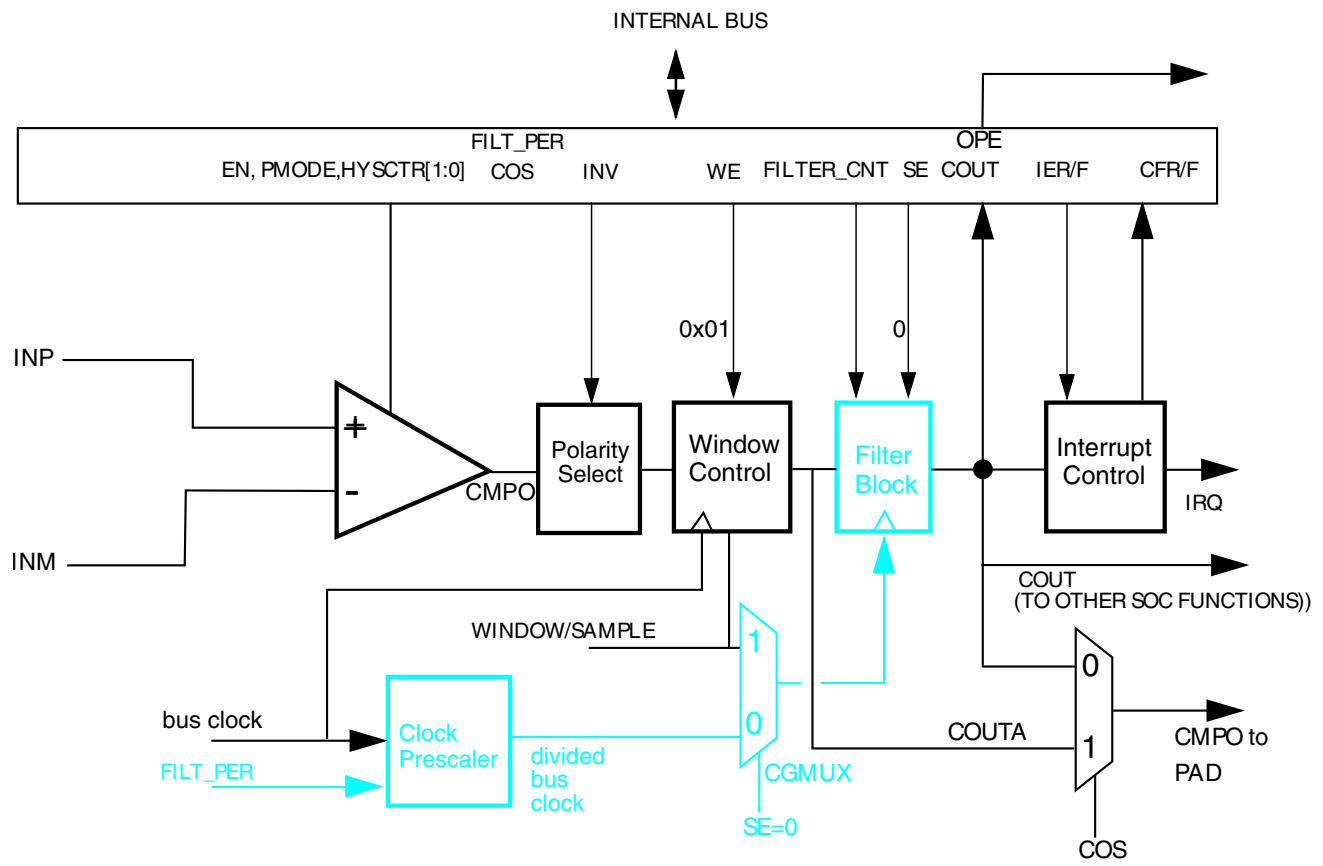 INTERNAL BUS
FILT_PER
OPE
EN, PMODE,HYSCTR[1:0]
COS
INV
WE
FILTER_CNT
SE
COUT
IER/F
CFR/F
0x01
0
INP
+
-
INM
CMPO
Polarity
Select
Window
Control
Filter
Block
Interrupt
Control
IRQ
COUT
(TO OTHER SOC FUNCTIONS))
WINDOW/SAMPLE
1
0
CGMUX
SE=0
bus clock
FILT_PER
Clock
Prescaler
divided
bus
clock
COUTA
0
1
CMPO to
PAD
COS